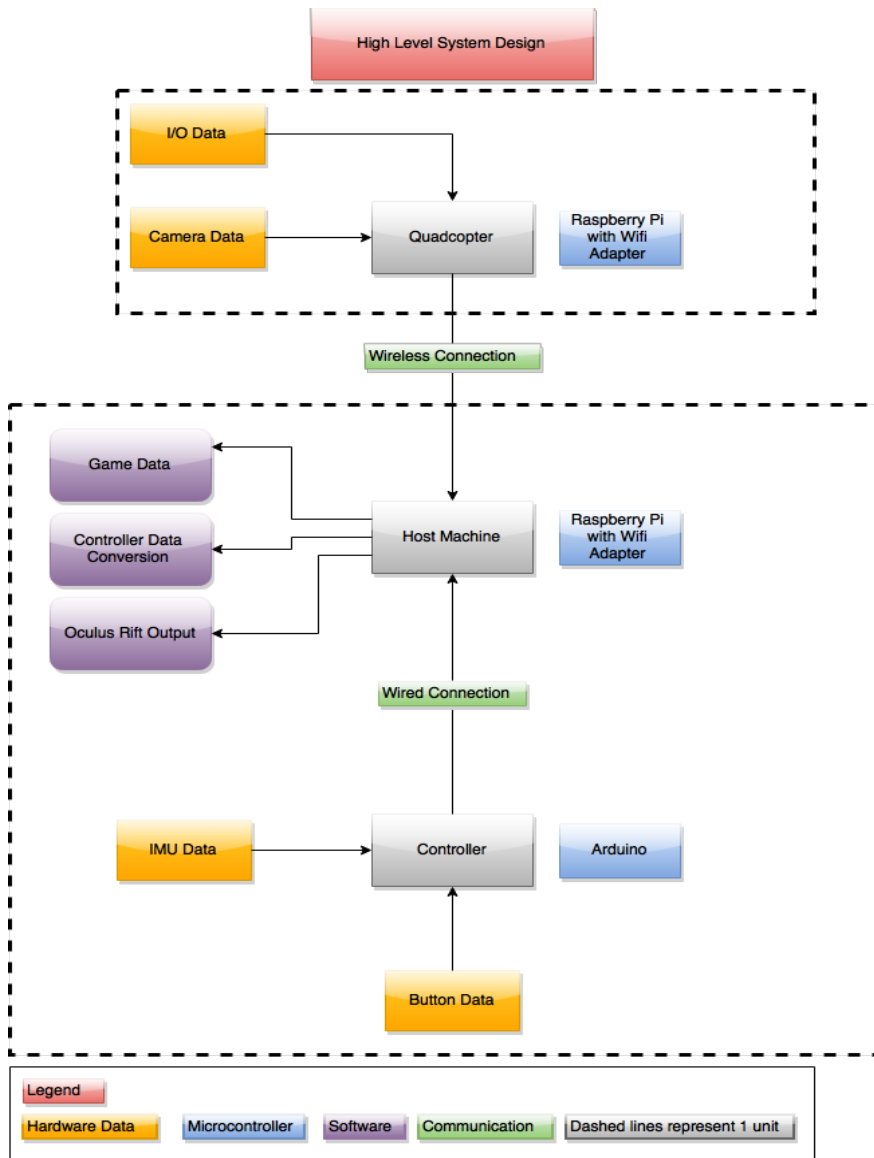 High Level System Design
I/O Data
Camera Data
Quadcopter
Raspberry Pi
with Wifi
Adapter
Wireless Connection
Game Data
Controller Data
Conversion
Oculus Rift Output
Host Machine
Raspberry Pi
with Wifi
Adapter
Wired Connection
IMU Data
Controller
Arduino
Button Data
Legend
Hardware Data
Microcontroller
Software
Communication
Dashed lines represent 1 unit